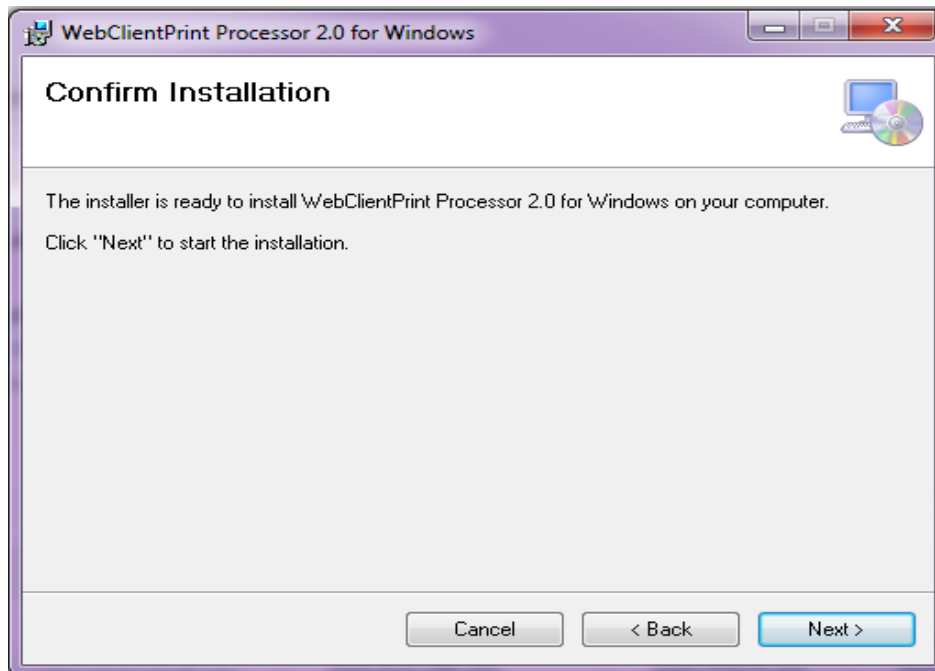 WebClientPrint Processor 2.0 for Windows
Confirm Installation
The installer is ready to install WebClientPrint Processor 2.0 for Windows on your computer.
Click "Next" to start the installation.
Cancel
< Back
Next >